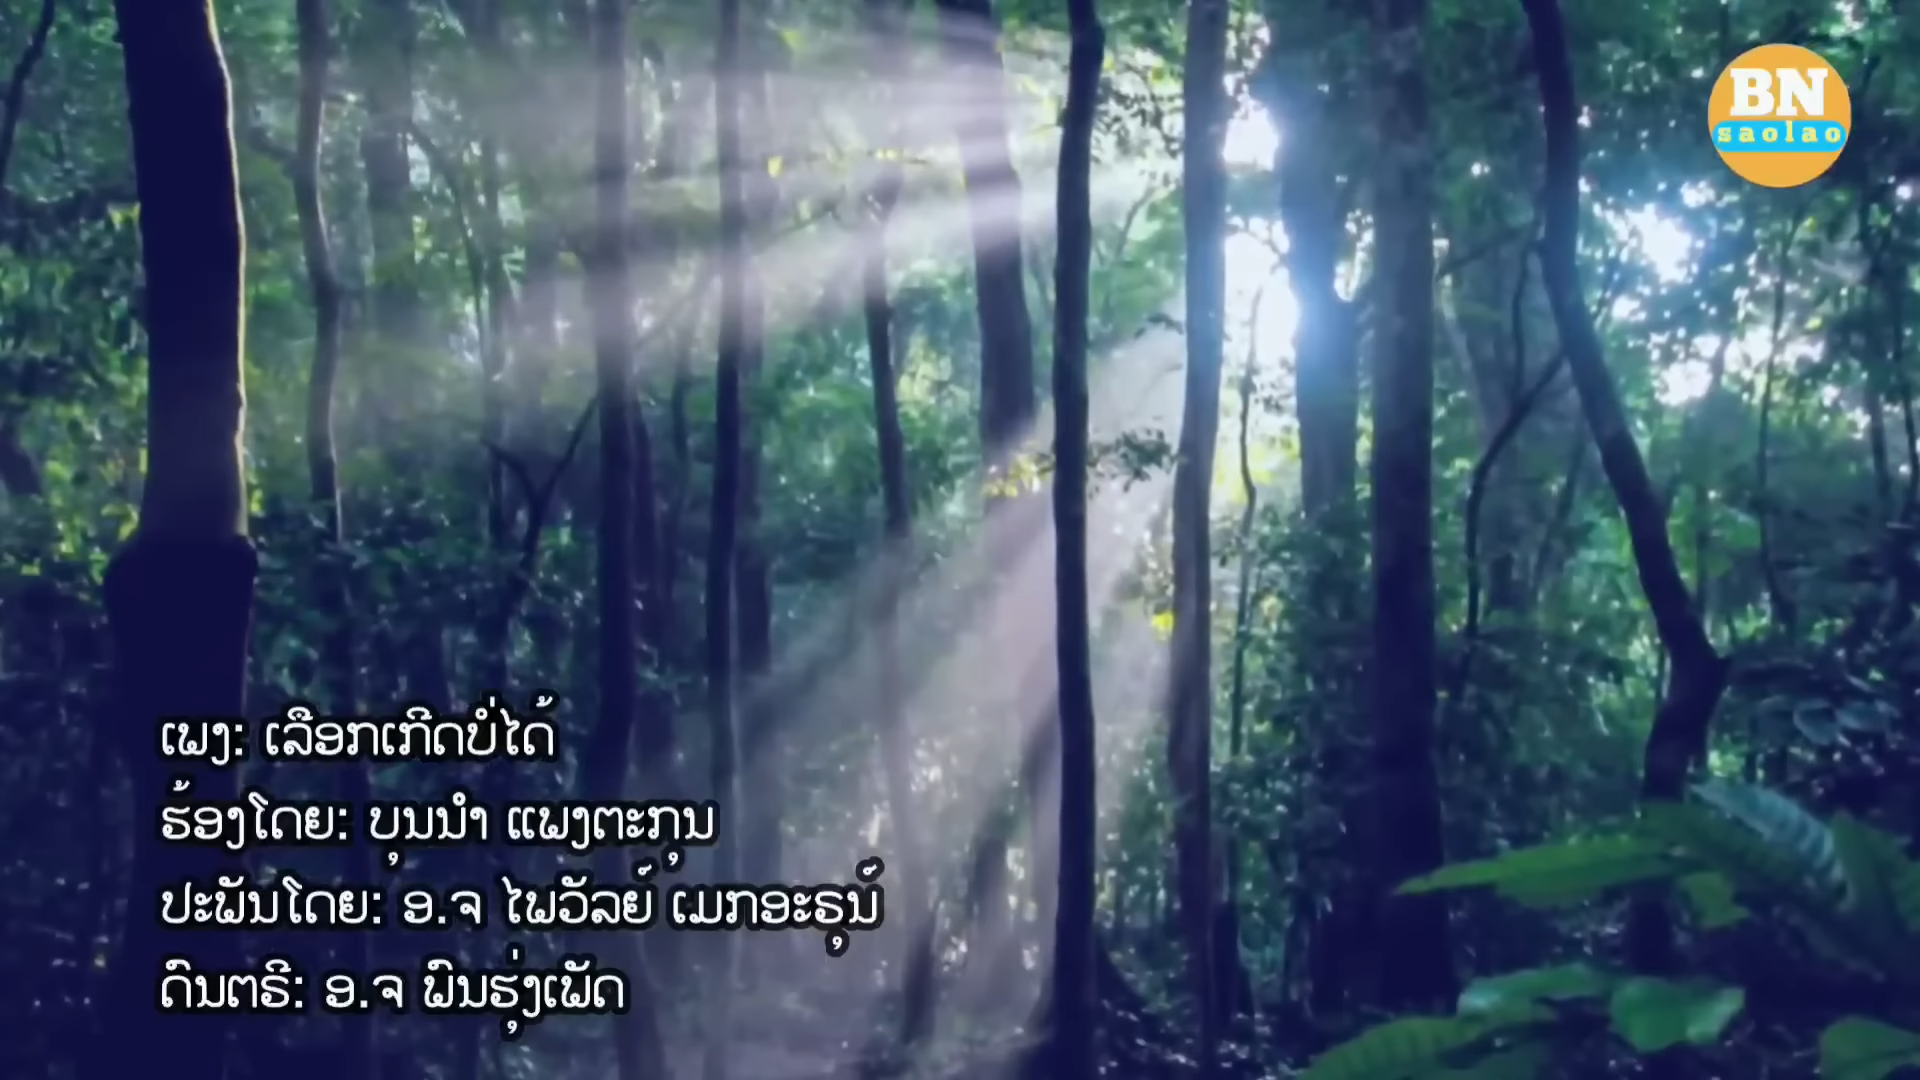 BN
saolao
ເພງ: ເລືອກເກີດບໍ່ໄດ້
ຮ້ອງໂດຍ: ບຸນນຳ ແພງຕະກຸນ
ປະພັນໂດຍ: ອ.ຈ ໄພວັລຍ໌ ເມກອະຣຸນ໌
ດົນຕຣີ: ອ.ຈ ພົນຮຸ່ງເພັດ